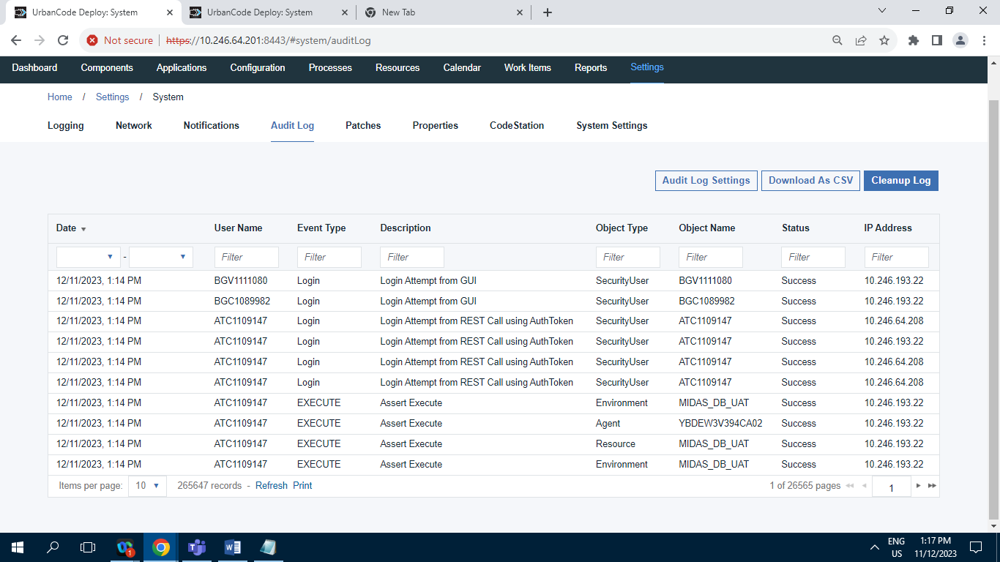 UrbanCode Deploy: System
UrbanCode Deploy: System
New Tab
Not secure https://10.246.64.201:8443/#system/auditLog
Dashboard Components Applications Configuration Processes Resources Calendar Work Items Reports Settings
Home / Settings / System
Logging Network Notifications Audit Log Patches Properties CodeStation System Settings
Audit Log Settings Download As CSV Cleanup Log
Date User Name Event Type Description Object Type Object Name Status IP Address
- Filter Filter Filter Filter Filter Filter Filter
12/11/2023, 1:14 PM BGV1111080 Login Login Attempt from GUI SecurityUser BGV1111080 Success 10.246.193.22
12/11/2023, 1:14 PM BGC1089982 Login Login Attempt from GUI SecurityUser BGC1089982 Success 10.246.193.22
12/11/2023, 1:14 PM ATC1109147 Login Login Attempt from REST Call using AuthToken SecurityUser ATC1109147 Success 10.246.64.208
12/11/2023, 1:14 PM ATC1109147 Login Login Attempt from REST Call using AuthToken SecurityUser ATC1109147 Success 10.246.193.22
12/11/2023, 1:14 PM ATC1109147 Login Login Attempt from REST Call using AuthToken SecurityUser ATC1109147 Success 10.246.64.208
12/11/2023, 1:14 PM ATC1109147 Login Login Attempt from REST Call using AuthToken SecurityUser ATC1109147 Success 10.246.64.208
12/11/2023, 1:14 PM ATC1109147 EXECUTE Assert Execute Environment MIDAS_DB_UAT Success 10.246.193.22
12/11/2023, 1:14 PM ATC1109147 EXECUTE Assert Execute Agent YBDEW3V394CA02 Success 10.246.193.22
12/11/2023, 1:14 PM ATC1109147 EXECUTE Assert Execute Resource MIDAS_DB_UAT Success 10.246.193.22
12/11/2023, 1:14 PM ATC1109147 EXECUTE Assert Execute Environment MIDAS_DB_UAT Success 10.246.193.22
Items per page: 10 265647 records - Refresh Print 1 of 26565 pages 1
1
ENG
US
1:17 PM
11/12/2023